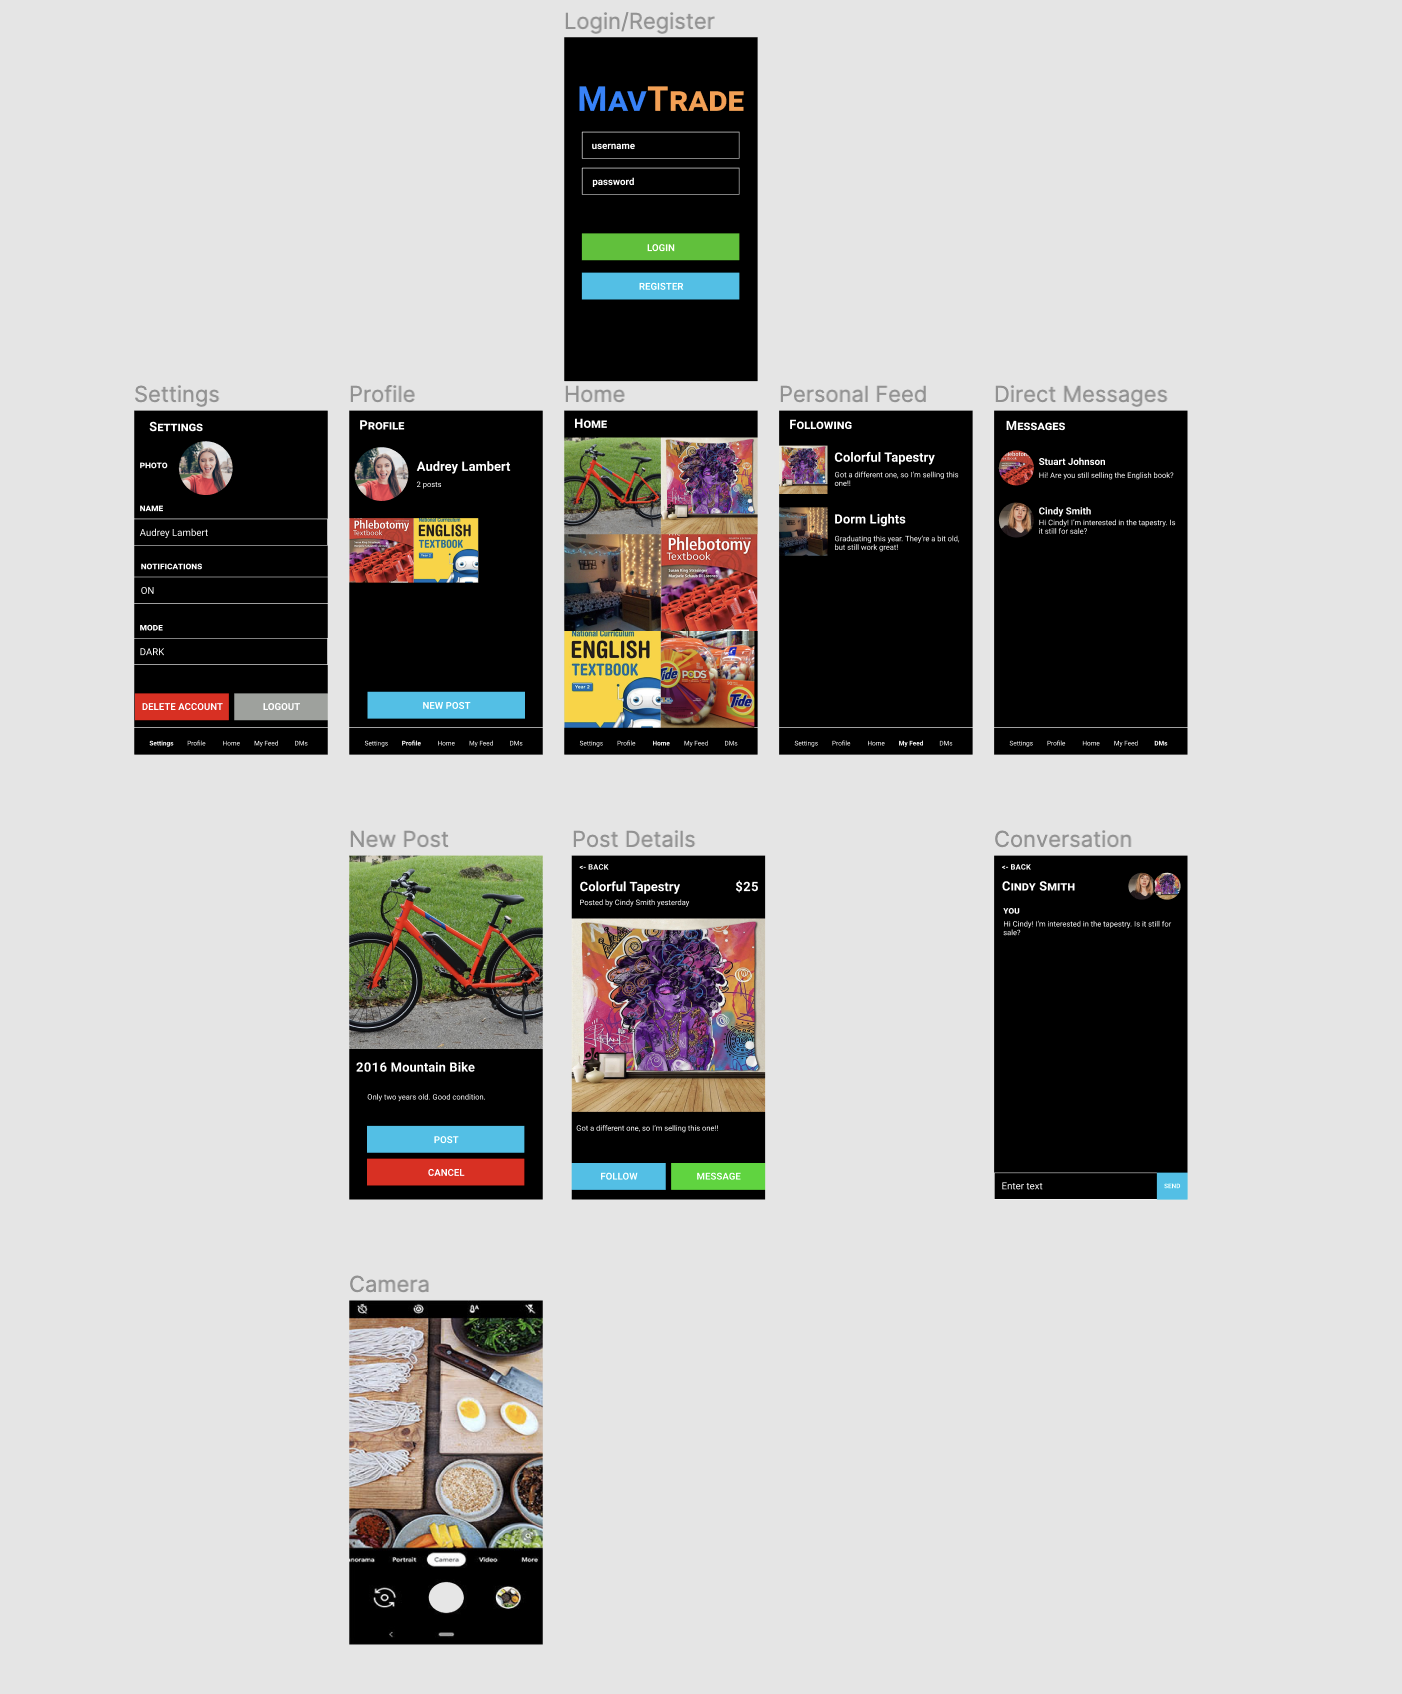 Login/Register
MAVTRADE
username
password
LOGIN
REGISTER
Settings
SETTINGS
PHOTO
NAME
Audrey Lambert
NOTIFICATIONS
ON
MODE
DARK
DELETE ACCOUNT
LOGOUT
Settings Profile Home My Feed DMs
Profile
PROFILE
Audrey Lambert
2 posts
Phlebotomy
Textbook
National Curriculum
ENGLISH
TEXTBOOK
Year 2
NEW POST
Settings Profile Home My Feed DMs
Home
HOME
Phlebotomy
Textbook
National Curriculum
ENGLISH
TEXTBOOK
Year 2
Tide
PODS
Tide
Settings Profile Home My Feed DMs
Personal Feed
FOLLOWING
Colorful Tapestry
Got a different one, so I'm selling this
one!!
Dorm Lights
Graduating this year. They're a bit old,
but still work great!
Settings Profile Home My Feed DMs
Direct Messages
MESSAGES
Stuart Johnson
Hi! Are you still selling the English book?
Cindy Smith
Hi Cindy! I'm interested in the tapestry. Is
it still for sale?
Settings Profile Home My Feed DMs
New Post
2016 Mountain Bike
Only two years old. Good condition.
POST
CANCEL
Post Details
<- BACK
Colorful Tapestry
$25
Posted by Cindy Smith yesterday
Got a different one, so I'm selling this one!!
FOLLOW
MESSAGE
Conversation
<- BACK
CINDY SMITH
YOU
Hi Cindy! I'm interested in the tapestry. Is it still for
sale?
Enter text
SEND
Camera
norama Portrait Camera Video More